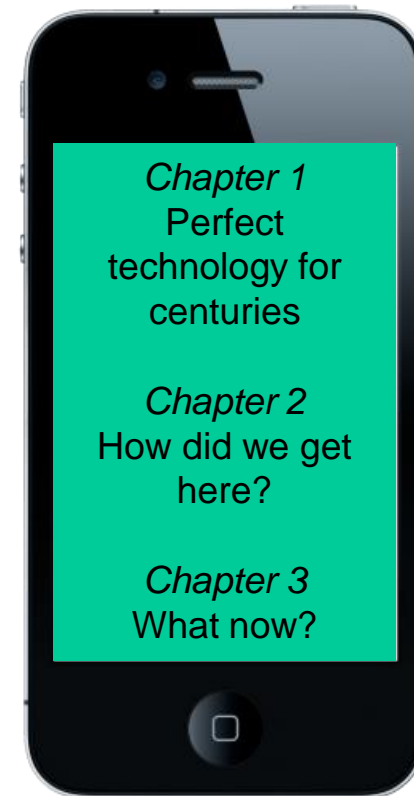 Chapter 1
Perfect
technology for
centuries
Chapter 2
How did we get
here?
Chapter 3
What now?